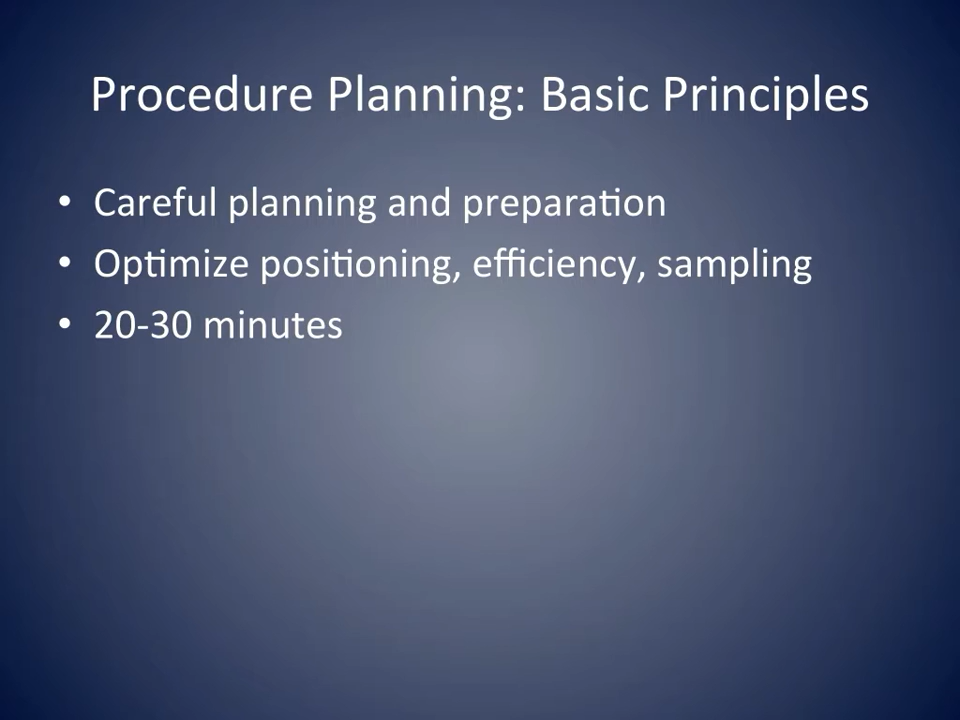 Procedure Planning: Basic Principles
• Careful planning and preparation
• Optimize positioning, efficiency, sampling
• 20-30 minutes